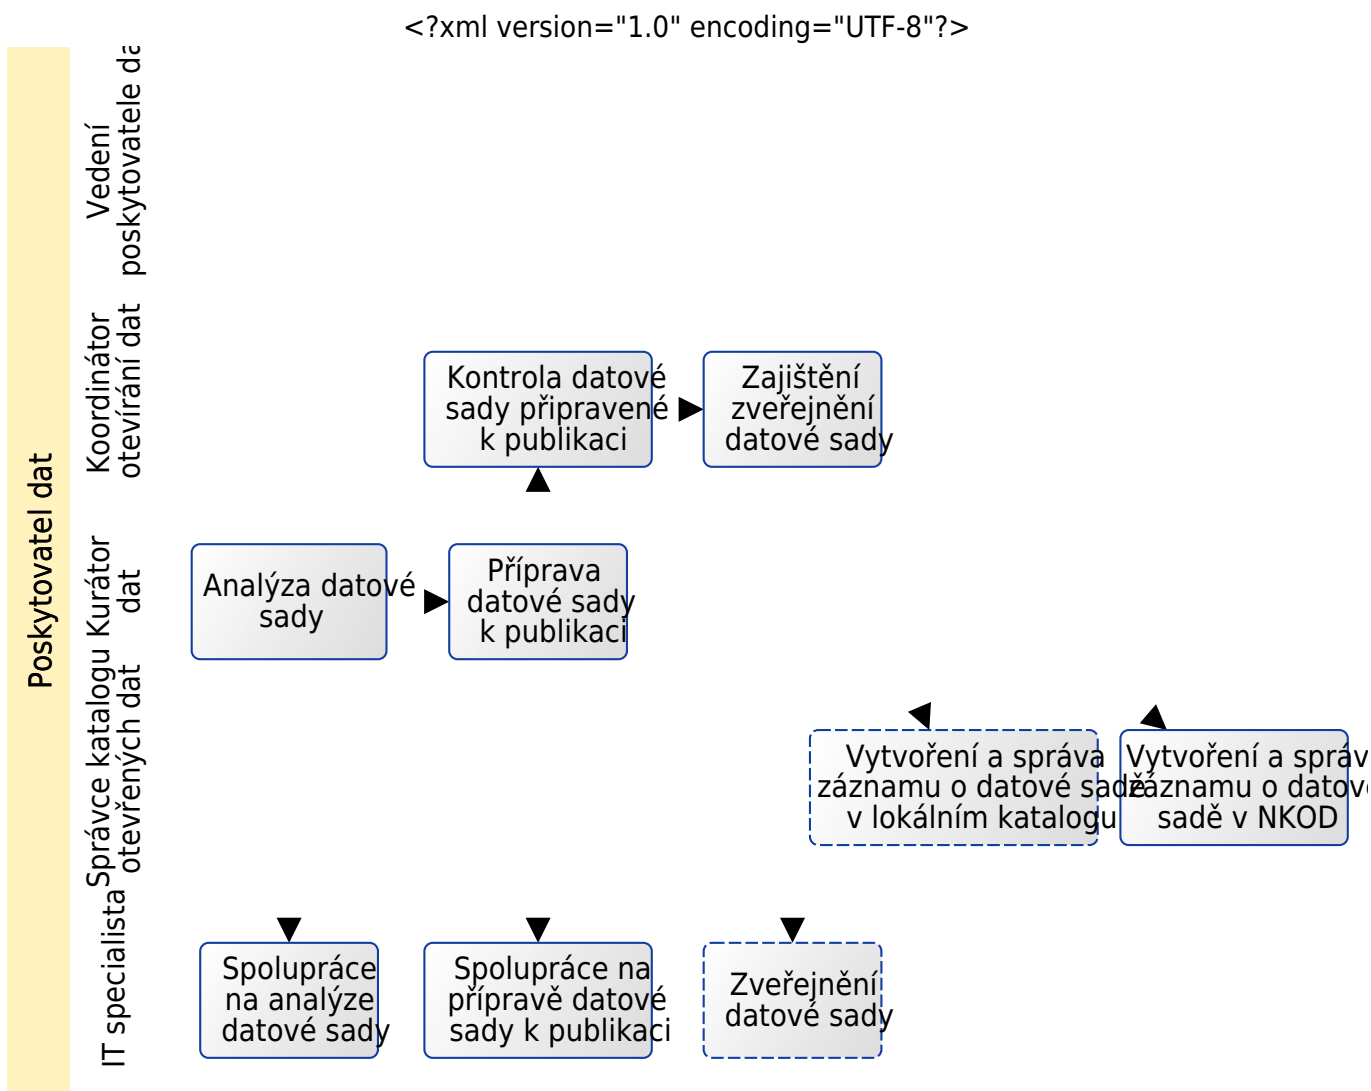 <?xml version="1.0" encoding="UTF-8"?>
Poskytovatel dat
Vedení
poskytovatele
Koordinátor
otevírání dat
Kontrola datové
sady připravené
k publikaci
Zajištění
zveřejnění
datové sady
Kurátor
dat
Analýza datové
sady
Příprava
datové sady
k publikaci
Správce katalogu
otevřených dat
Vytvoření a správa
záznamu o datové sadě
v lokálním katalogu
Vytvoření a správ
záznamu o datové
sadě v NKOD
IT specialista
Spolupráce
na analýze
datové sady
Spolupráce na
přípravě datové
sady k publikaci
Zveřejnění
datové sady